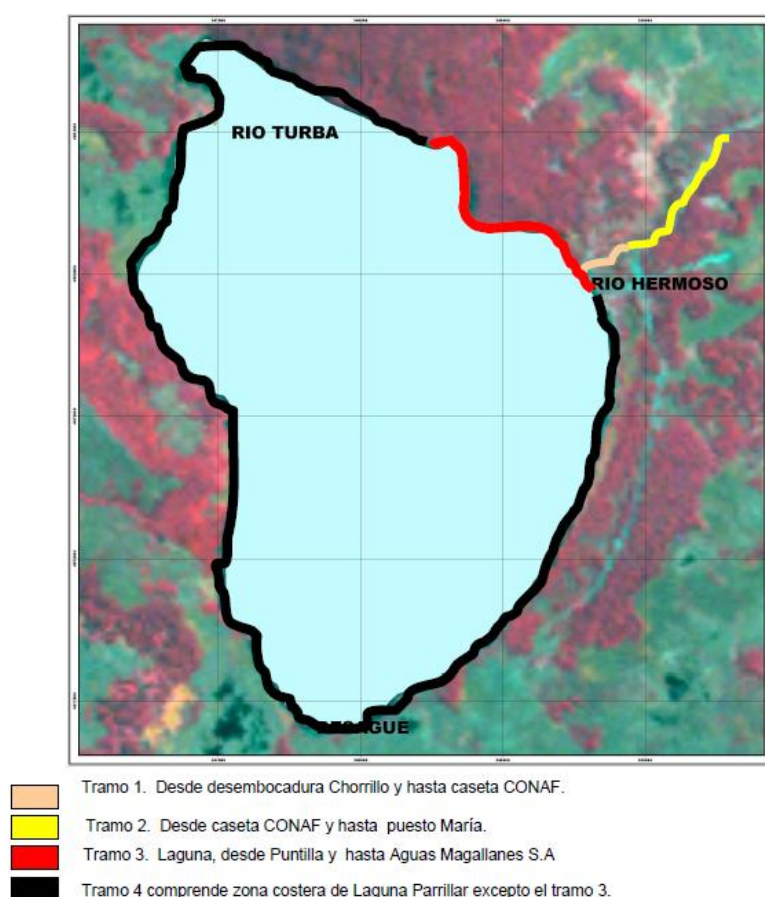 RIO TURBA
RIO HERMOSO
Tramo 1. Desde desembocadura Chorrillo y hasta caseta CONAF.
Tramo 2. Desde caseta CONAF y hasta puesto María.
Tramo 3. Laguna, desde Puntilla y hasta Aguas Magallanes S.A
Tramo 4 comprende zona costera de Laguna Parrillar excepto el tramo 3.